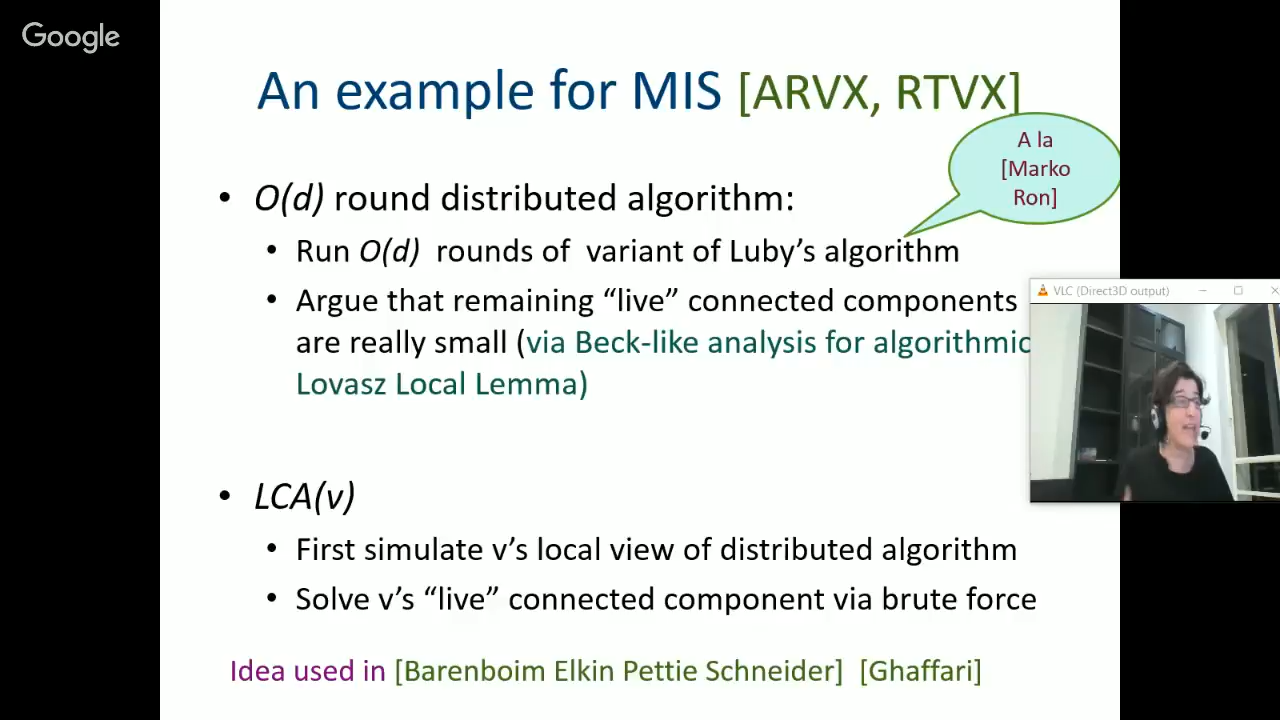 Google
An example for MIS [ARVX, RTVX]
A la
[Marko
Ron]
• O(d) round distributed algorithm:
• Run O(d) rounds of variant of Luby’s algorithm
• Argue that remaining “live” connected components
are really small (via Beck-like analysis for algorithmic
Lovasz Local Lemma)
VLC (Direct3D output)
• LCA(v)
• First simulate v’s local view of distributed algorithm
• Solve v’s “live” connected component via brute force
Idea used in [Barenboim Elkin Pettie Schneider] [Ghaffari]